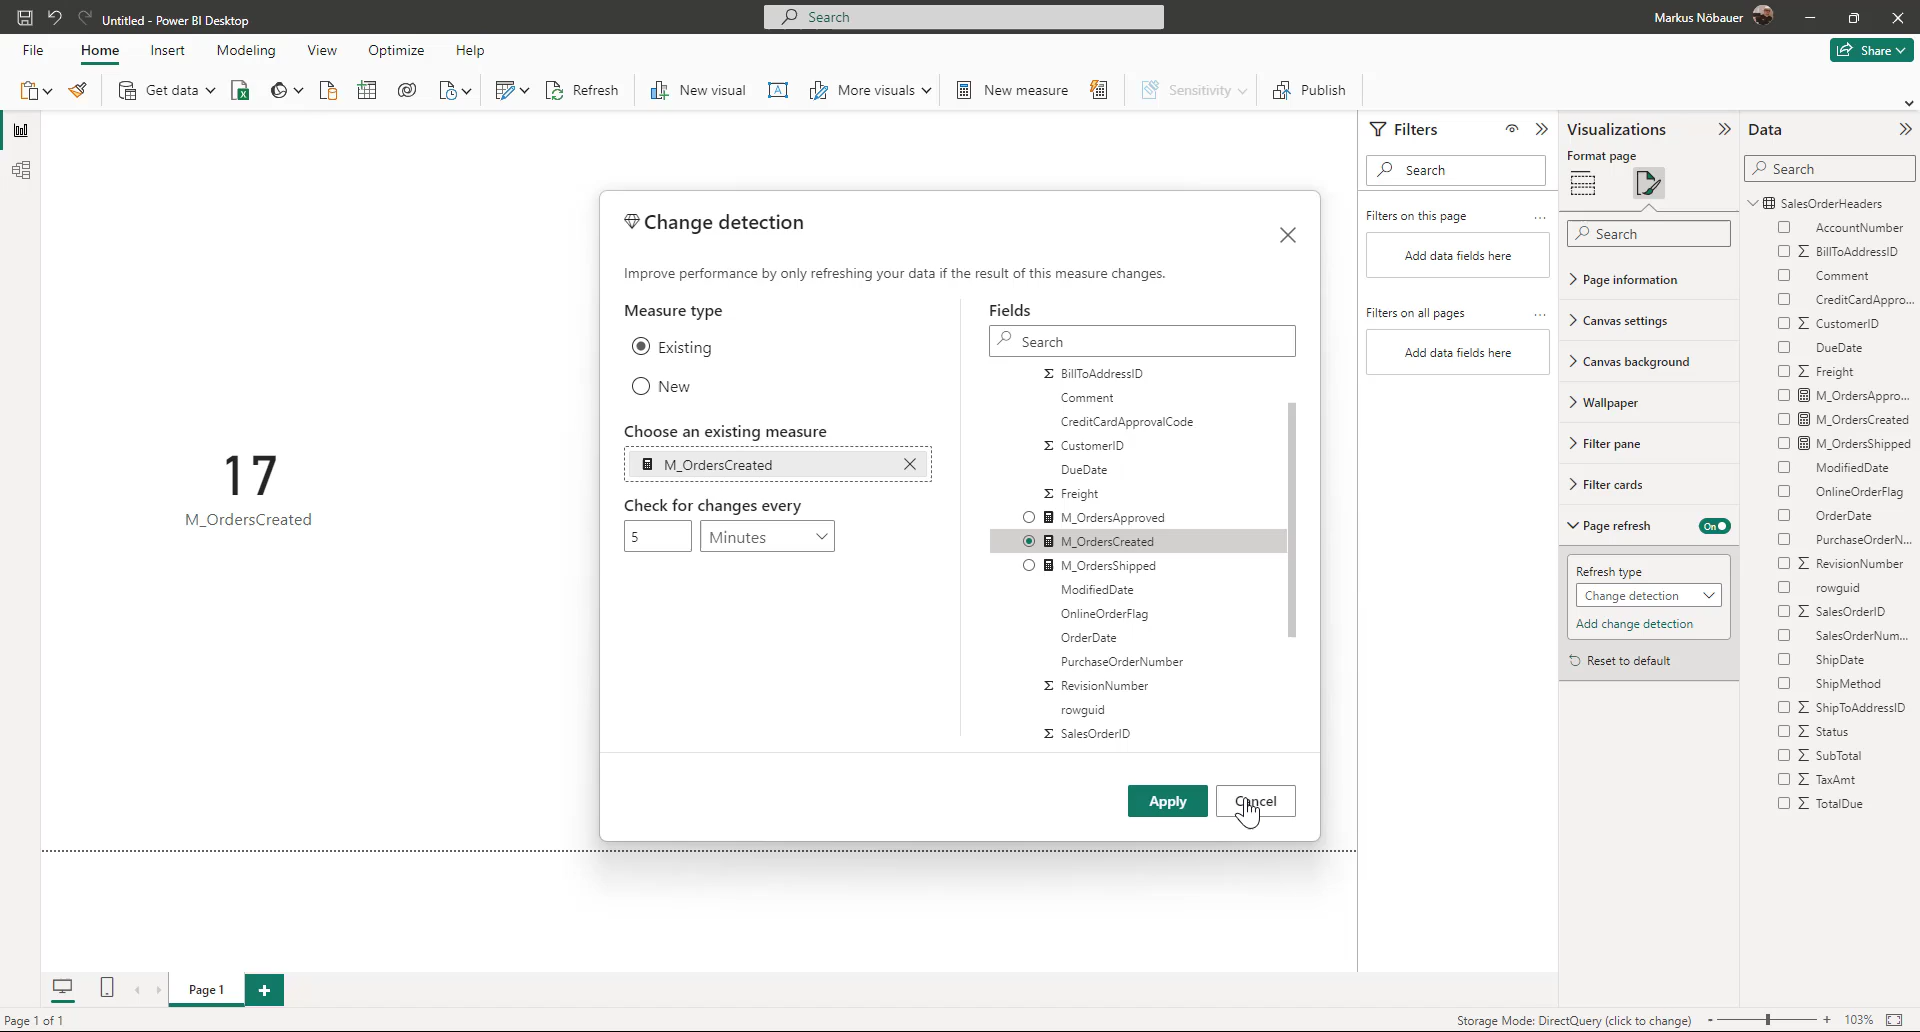 Untitled - Power BI Desktop
Search
Markus Nöbauer
File
Home
Insert
Modeling
View
Optimize
Help
Share
Get data
Refresh
New visual
More visuals
New measure
Sensitivity
Publish
17
M_OrdersCreated
Change detection
Improve performance by only refreshing your data if the result of this measure changes.
Measure type
Existing
New
Choose an existing measure
M_OrdersCreated
Check for changes every
5
Minutes
Fields
Search
BillToAddressID
Comment
CreditCardApprovalCode
CustomerID
DueDate
Freight
M_OrdersApproved
M_OrdersCreated
M_OrdersShipped
ModifiedDate
OnlineOrderFlag
OrderDate
PurchaseOrderNumber
RevisionNumber
rowguid
SalesOrderID
Apply
Cancel
Filters
Search
Filters on this page
...
Add data fields here
Filters on all pages
...
Add data fields here
Visualizations
Format page
Search
Page information
Canvas settings
Canvas background
Wallpaper
Filter pane
Filter cards
Page refresh
On
Refresh type
Change detection
Add change detection
Reset to default
Data
Search
SalesOrderHeaders
AccountNumber
BillToAddressID
Comment
CreditCardAppro...
CustomerID
DueDate
Freight
M_OrdersAppro...
M_OrdersCreated
M_OrdersShipped
ModifiedDate
OnlineOrderFlag
OrderDate
PurchaseOrderN...
RevisionNumber
rowguid
SalesOrderID
SalesOrderNum...
ShipDate
ShipMethod
ShipToAddressID
Status
SubTotal
TaxAmt
TotalDue
Page 1
Page 1 of 1
Storage Mode: DirectQuery (click to change)
103%